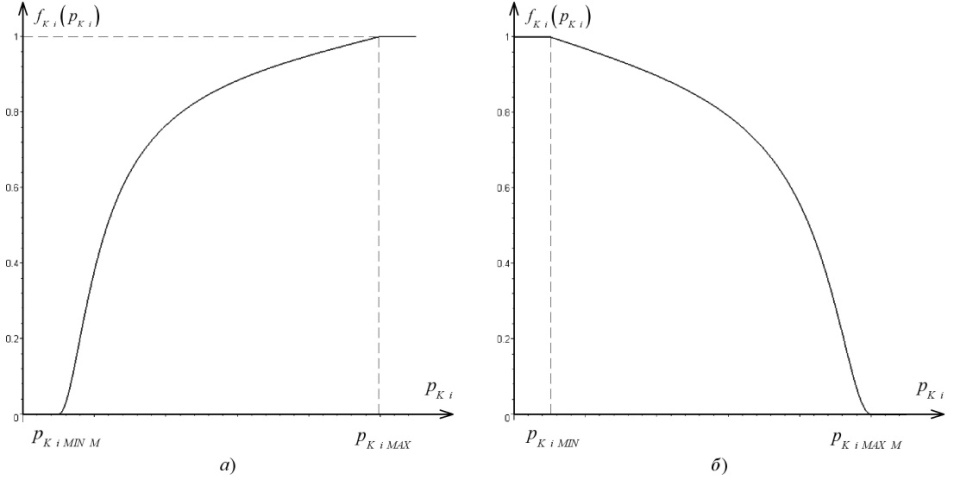 f_{K i}(p_{K i})
1
0.8
0.6
0.4
0.2
0
p_{K i}
p_{K i MIN M}
p_{K i MAX}
а)
f_{K i}(p_{K i})
1
0.8
0.6
0.4
0.2
0
p_{K i}
p_{K i MIN}
p_{K i MAX M}
б)